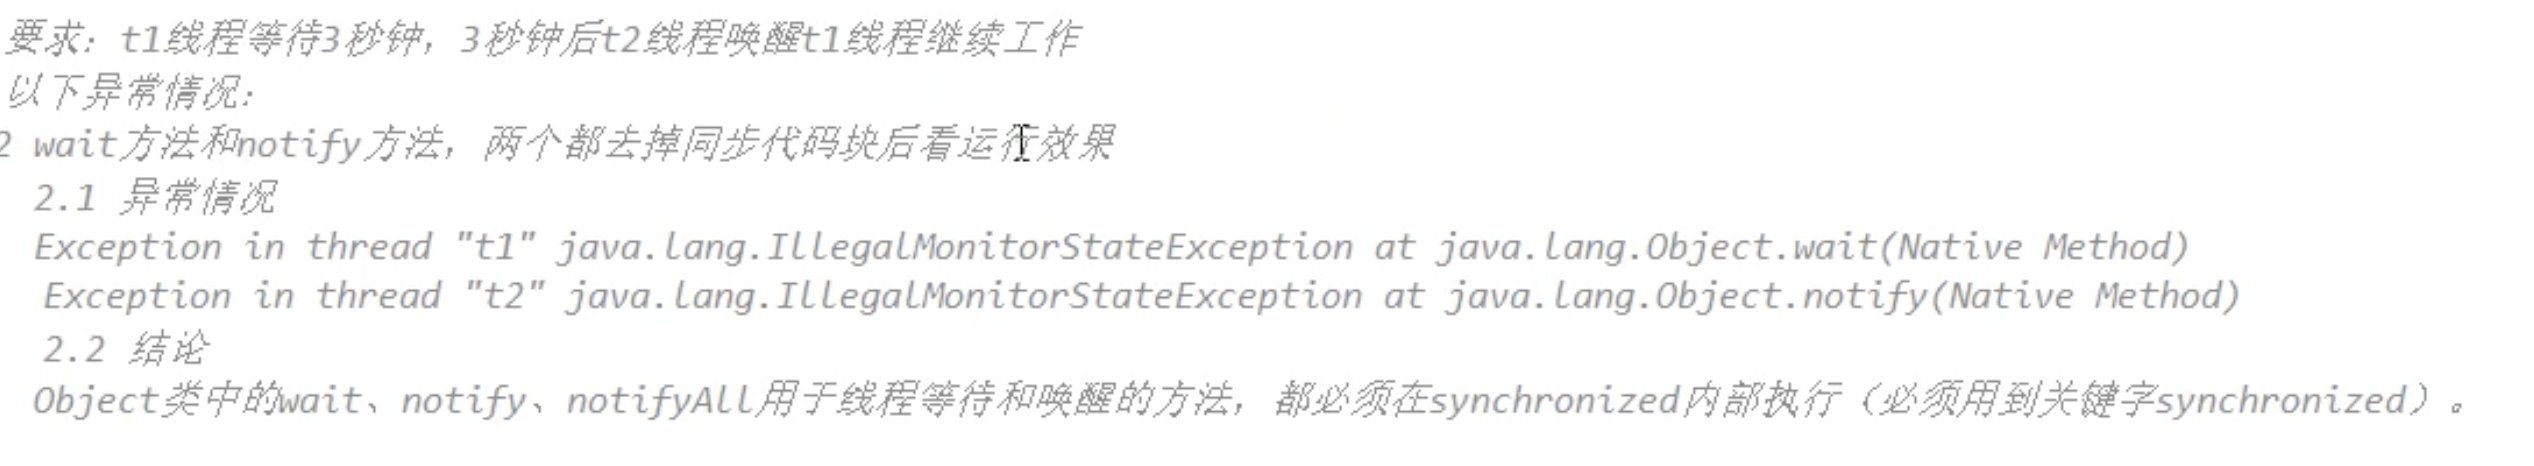 要求: t1线程等待3秒钟，3秒钟后t2线程唤醒t1线程继续工作
以下异常情况:
2 wait方法和notify方法，两个都去掉同步代码块后看运行效果
2.1 异常情况
Exception in thread "t1" java.lang.IllegalMonitorStateException at java.lang.Object.wait(Native Method)
Exception in thread "t2" java.lang.IllegalMonitorStateException at java.lang.Object.notify(Native Method)
2.2 结论
Object类中的wait、notify、notifyAll用于线程等待和唤醒的方法，都必须在synchronized内部执行（必须用到关键字synchronized）。